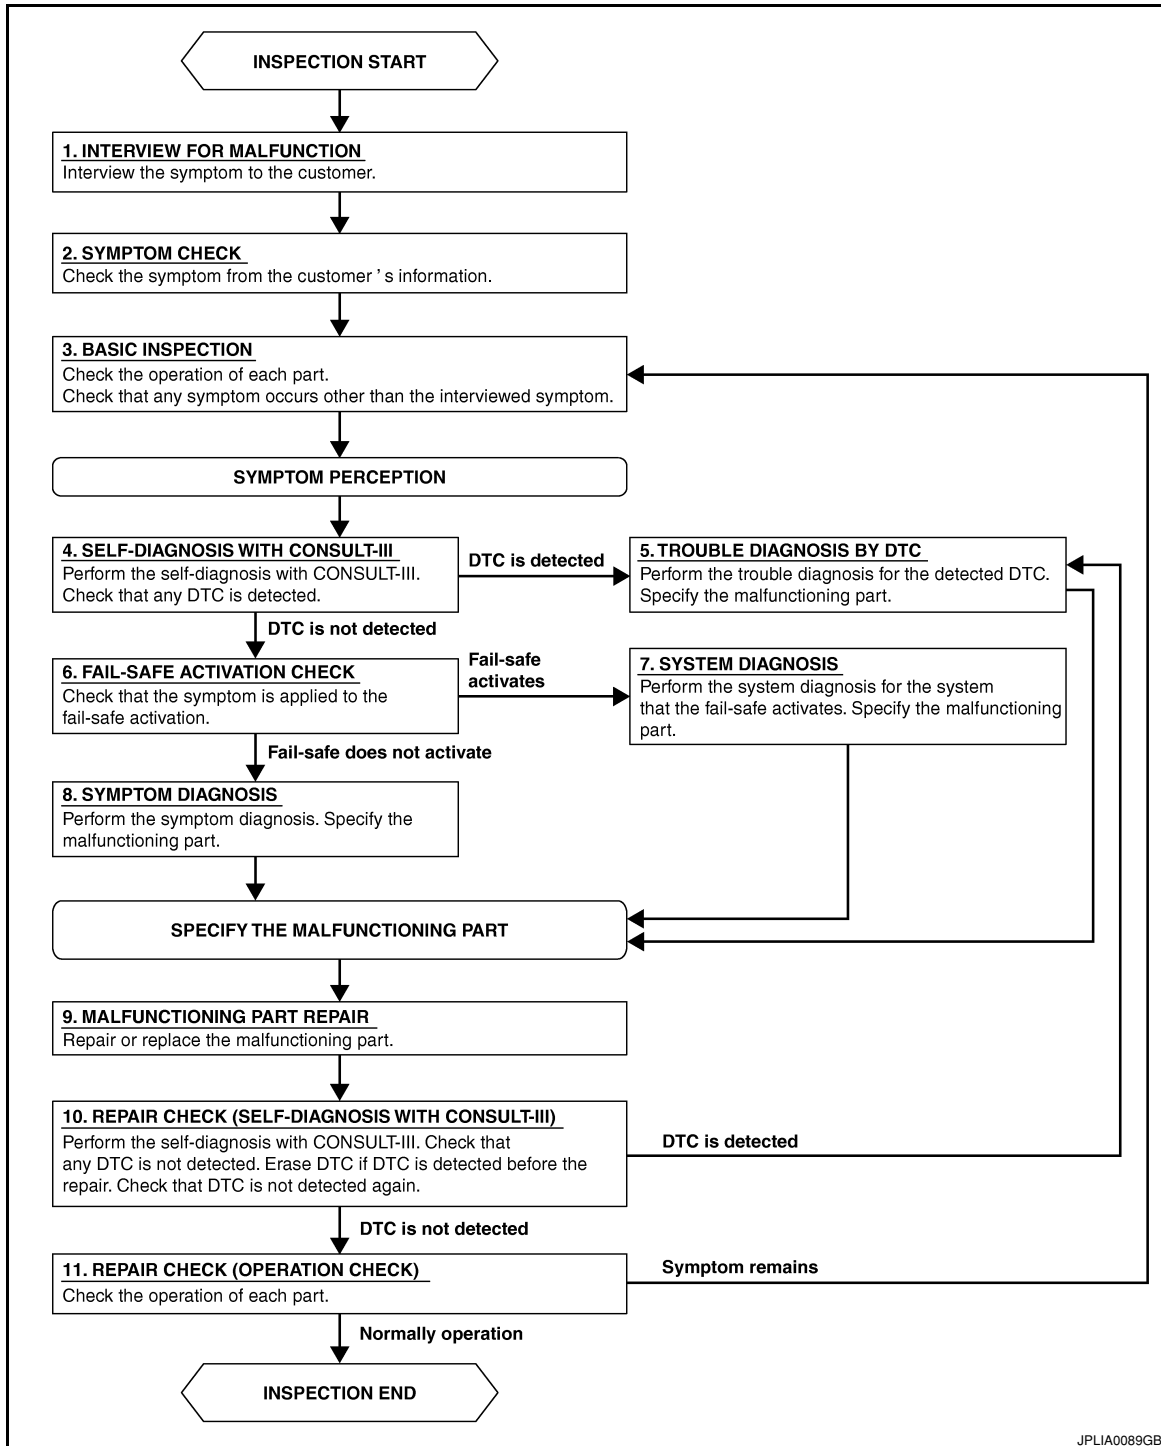 INSPECTION START
1. INTERVIEW FOR MALFUNCTION
Interview the symptom to the customer.
2. SYMPTOM CHECK
Check the symptom from the customer ' s information.
3. BASIC INSPECTION
Check the operation of each part.
Check that any symptom occurs other than the interviewed symptom.
SYMPTOM PERCEPTION
4. SELF-DIAGNOSIS WITH CONSULT-III
Perform the self-diagnosis with CONSULT-III.
Check that any DTC is detected.
DTC is detected
5. TROUBLE DIAGNOSIS BY DTC
Perform the trouble diagnosis for the detected DTC.
Specify the malfunctioning part.
DTC is not detected
6. FAIL-SAFE ACTIVATION CHECK
Check that the symptom is applied to the
fail-safe activation.
Fail-safe
activates
7. SYSTEM DIAGNOSIS
Perform the system diagnosis for the system
that the fail-safe activates. Specify the malfunctioning
part.
Fail-safe does not activate
8. SYMPTOM DIAGNOSIS
Perform the symptom diagnosis. Specify the
malfunctioning part.
SPECIFY THE MALFUNCTIONING PART
9. MALFUNCTIONING PART REPAIR
Repair or replace the malfunctioning part.
10. REPAIR CHECK (SELF-DIAGNOSIS WITH CONSULT-III)
Perform the self-diagnosis with CONSULT-III. Check that
any DTC is not detected. Erase DTC if DTC is detected before the
repair. Check that DTC is not detected again.
DTC is detected
DTC is not detected
11. REPAIR CHECK (OPERATION CHECK)
Check the operation of each part.
Symptom remains
Normally operation
INSPECTION END
JPLIA0089GB